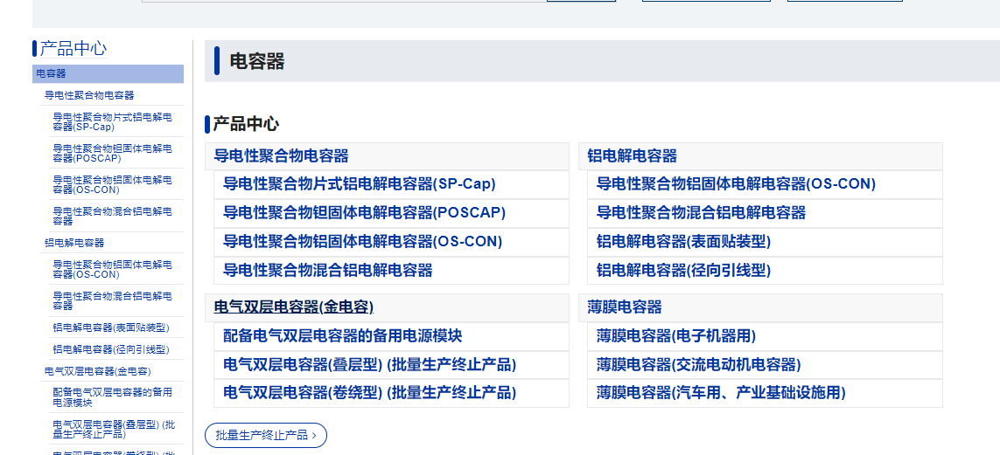 产品中心
电容器
导电性聚合物电容器
导电性聚合物片式铝电解电
容器(SP-Cap)
导电性聚合物钽固体电解电
容器(POSCAP)
导电性聚合物铝固体电解电
容器(OS-CON)
导电性聚合物混合铝电解电
容器
铝电解电容器
导电性聚合物铝固体电解电
容器(OS-CON)
导电性聚合物混合铝电解电
容器
铝电解电容器(表面贴装型)
铝电解电容器(径向引线型)
电气双层电容器(金电容)
配备电气双层电容器的备用
电源模块
电气双层电容器(叠层型) (批
量生产终止产品)
电气双层电容器(卷绕型) (批
电容器
产品中心
导电性聚合物电容器
导电性聚合物片式铝电解电容器(SP-Cap)
导电性聚合物钽固体电解电容器(POSCAP)
导电性聚合物铝固体电解电容器(OS-CON)
导电性聚合物混合铝电解电容器
铝电解电容器
导电性聚合物铝固体电解电容器(OS-CON)
导电性聚合物混合铝电解电容器
铝电解电容器(表面贴装型)
铝电解电容器(径向引线型)
电气双层电容器(金电容)
配备电气双层电容器的备用电源模块
电气双层电容器(叠层型) (批量生产终止产品)
电气双层电容器(卷绕型) (批量生产终止产品)
薄膜电容器
薄膜电容器(电子机器用)
薄膜电容器(交流电动机电容器)
薄膜电容器(汽车用、产业基础设施用)
批量生产终止产品 ›